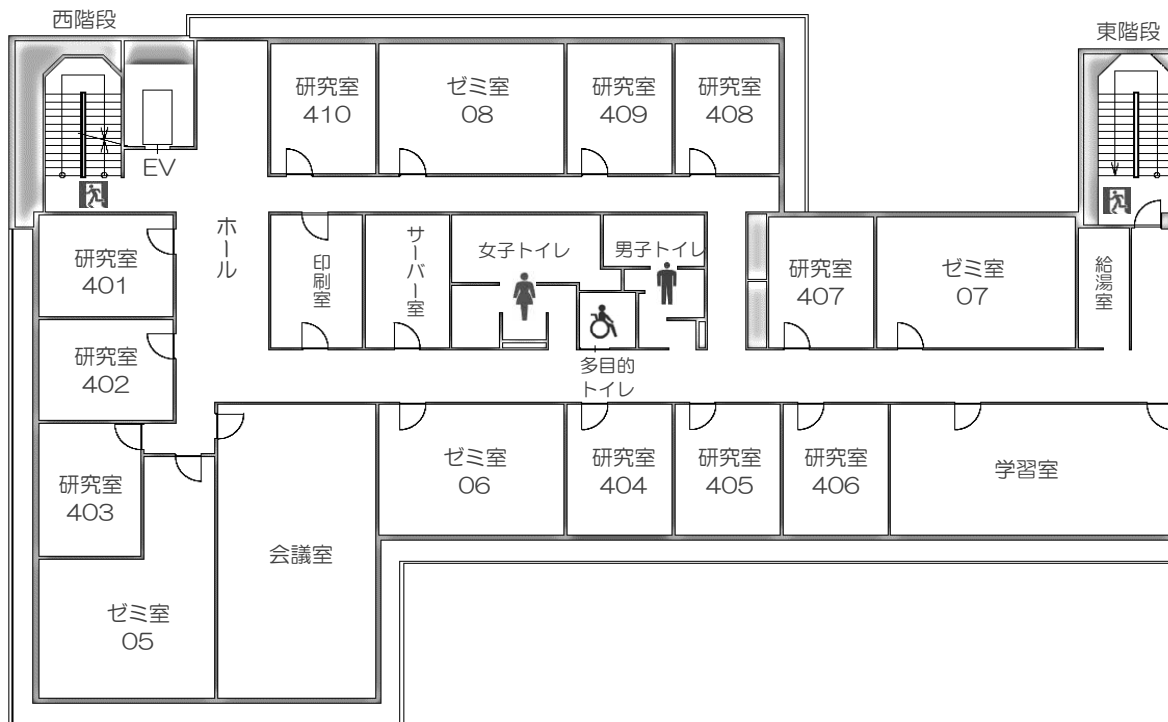 西階段
東階段
研究室
410
ゼミ室
08
研究室
409
研究室
408
EV
ホール
研究室
401
印刷室
サーバー室
女子トイレ
男子トイレ
研究室
407
ゼミ室
07
給湯室
研究室
402
多目的
トイレ
研究室
403
ゼミ室
06
研究室
404
研究室
405
研究室
406
学習室
会議室
ゼミ室
05